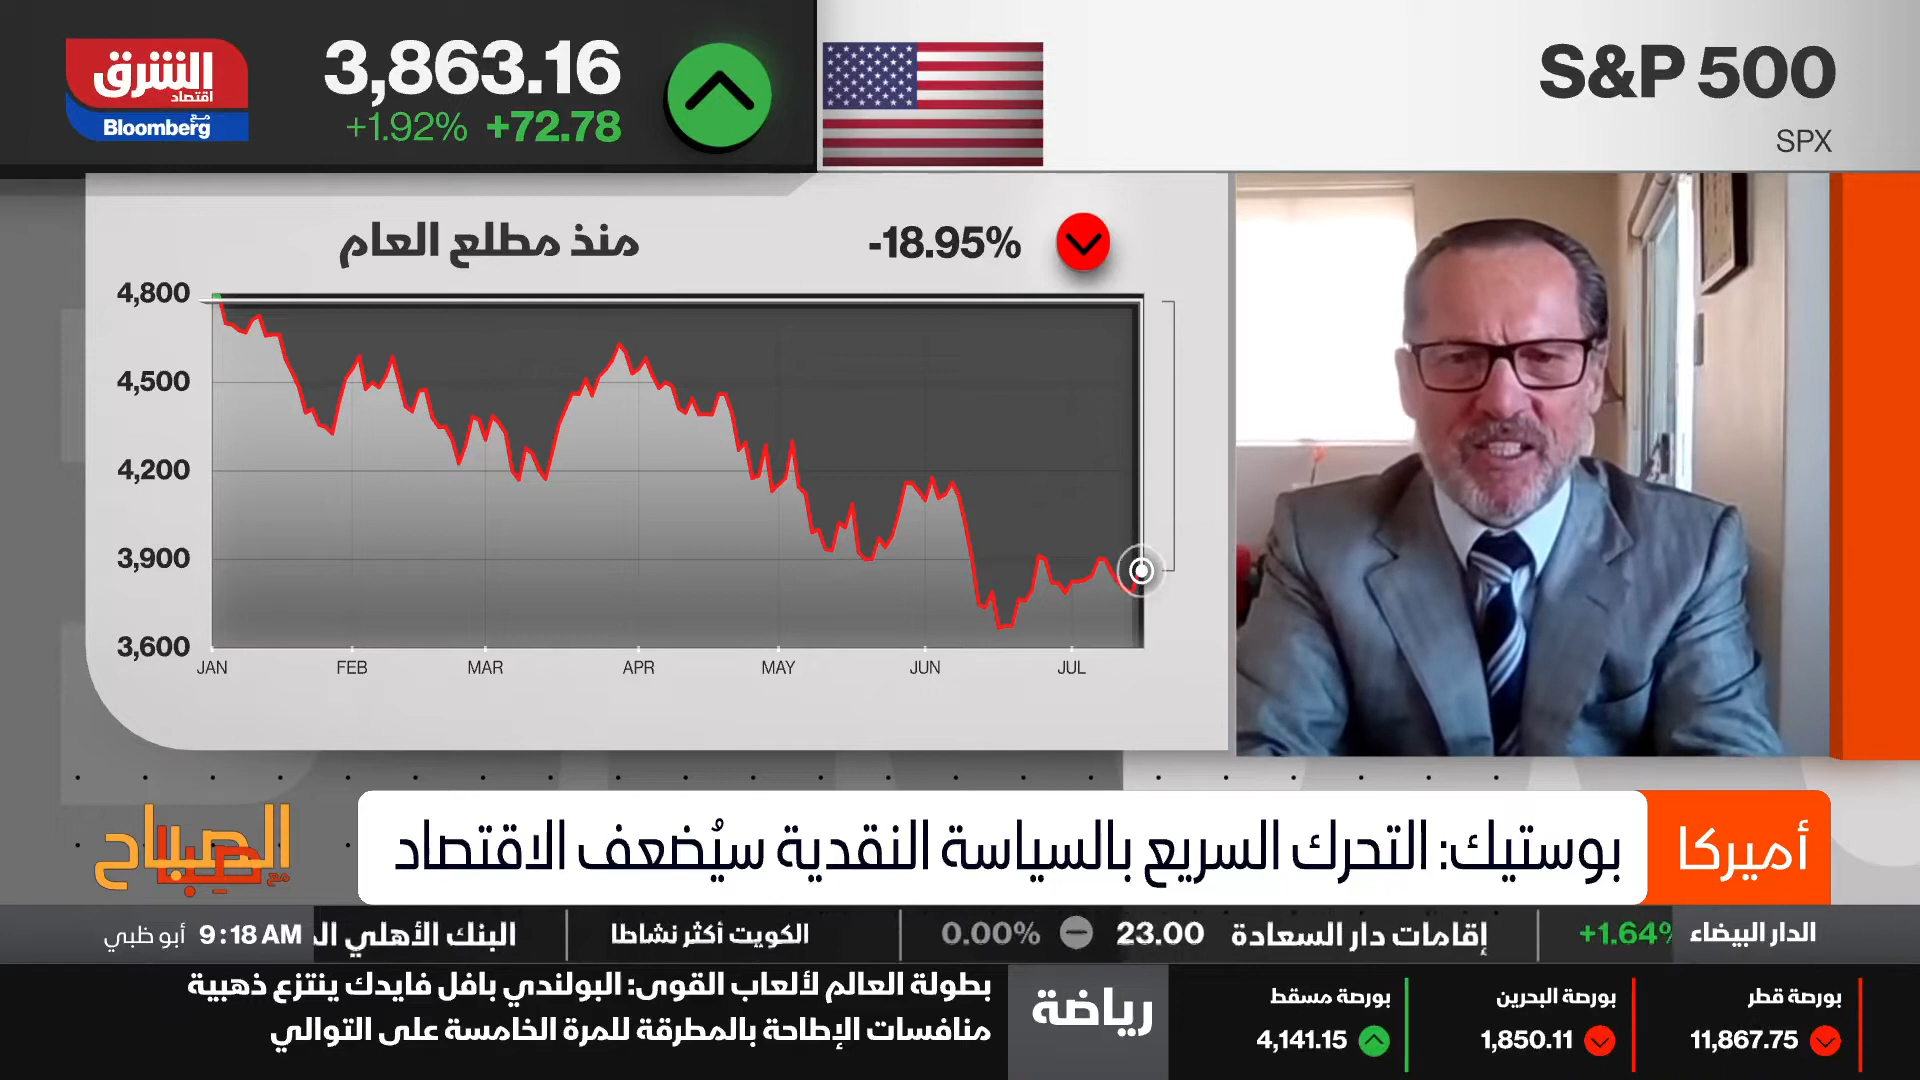 الشرق
اقتصاد
مع
Bloomberg
3,863.16
+1.92% +72.78
S&P 500
SPX
منذ مطلع العام
-18.95%
4,800
4,500
4,200
3,900
3,600
JAN FEB MAR APR MAY JUN JUL
الصباح
مع صِبا
أميركا
بوستيك: التحرك السريع بالسياسة النقدية سيُضعف الاقتصاد
الدار البيضاء +1.64%
إقامات دار السعادة 23.00 0.00%
الكويت أكثر نشاطا
البنك الأهلي
9:18 AM أبو ظبي
بورصة قطر
11,867.75
بورصة البحرين
1,850.11
بورصة مسقط
4,141.15
رياضة
بطولة العالم لألعاب القوى: البولندي بافل فايدك ينتزع ذهبية
منافسات الإطاحة بالمطرقة للمرة الخامسة على التوالي